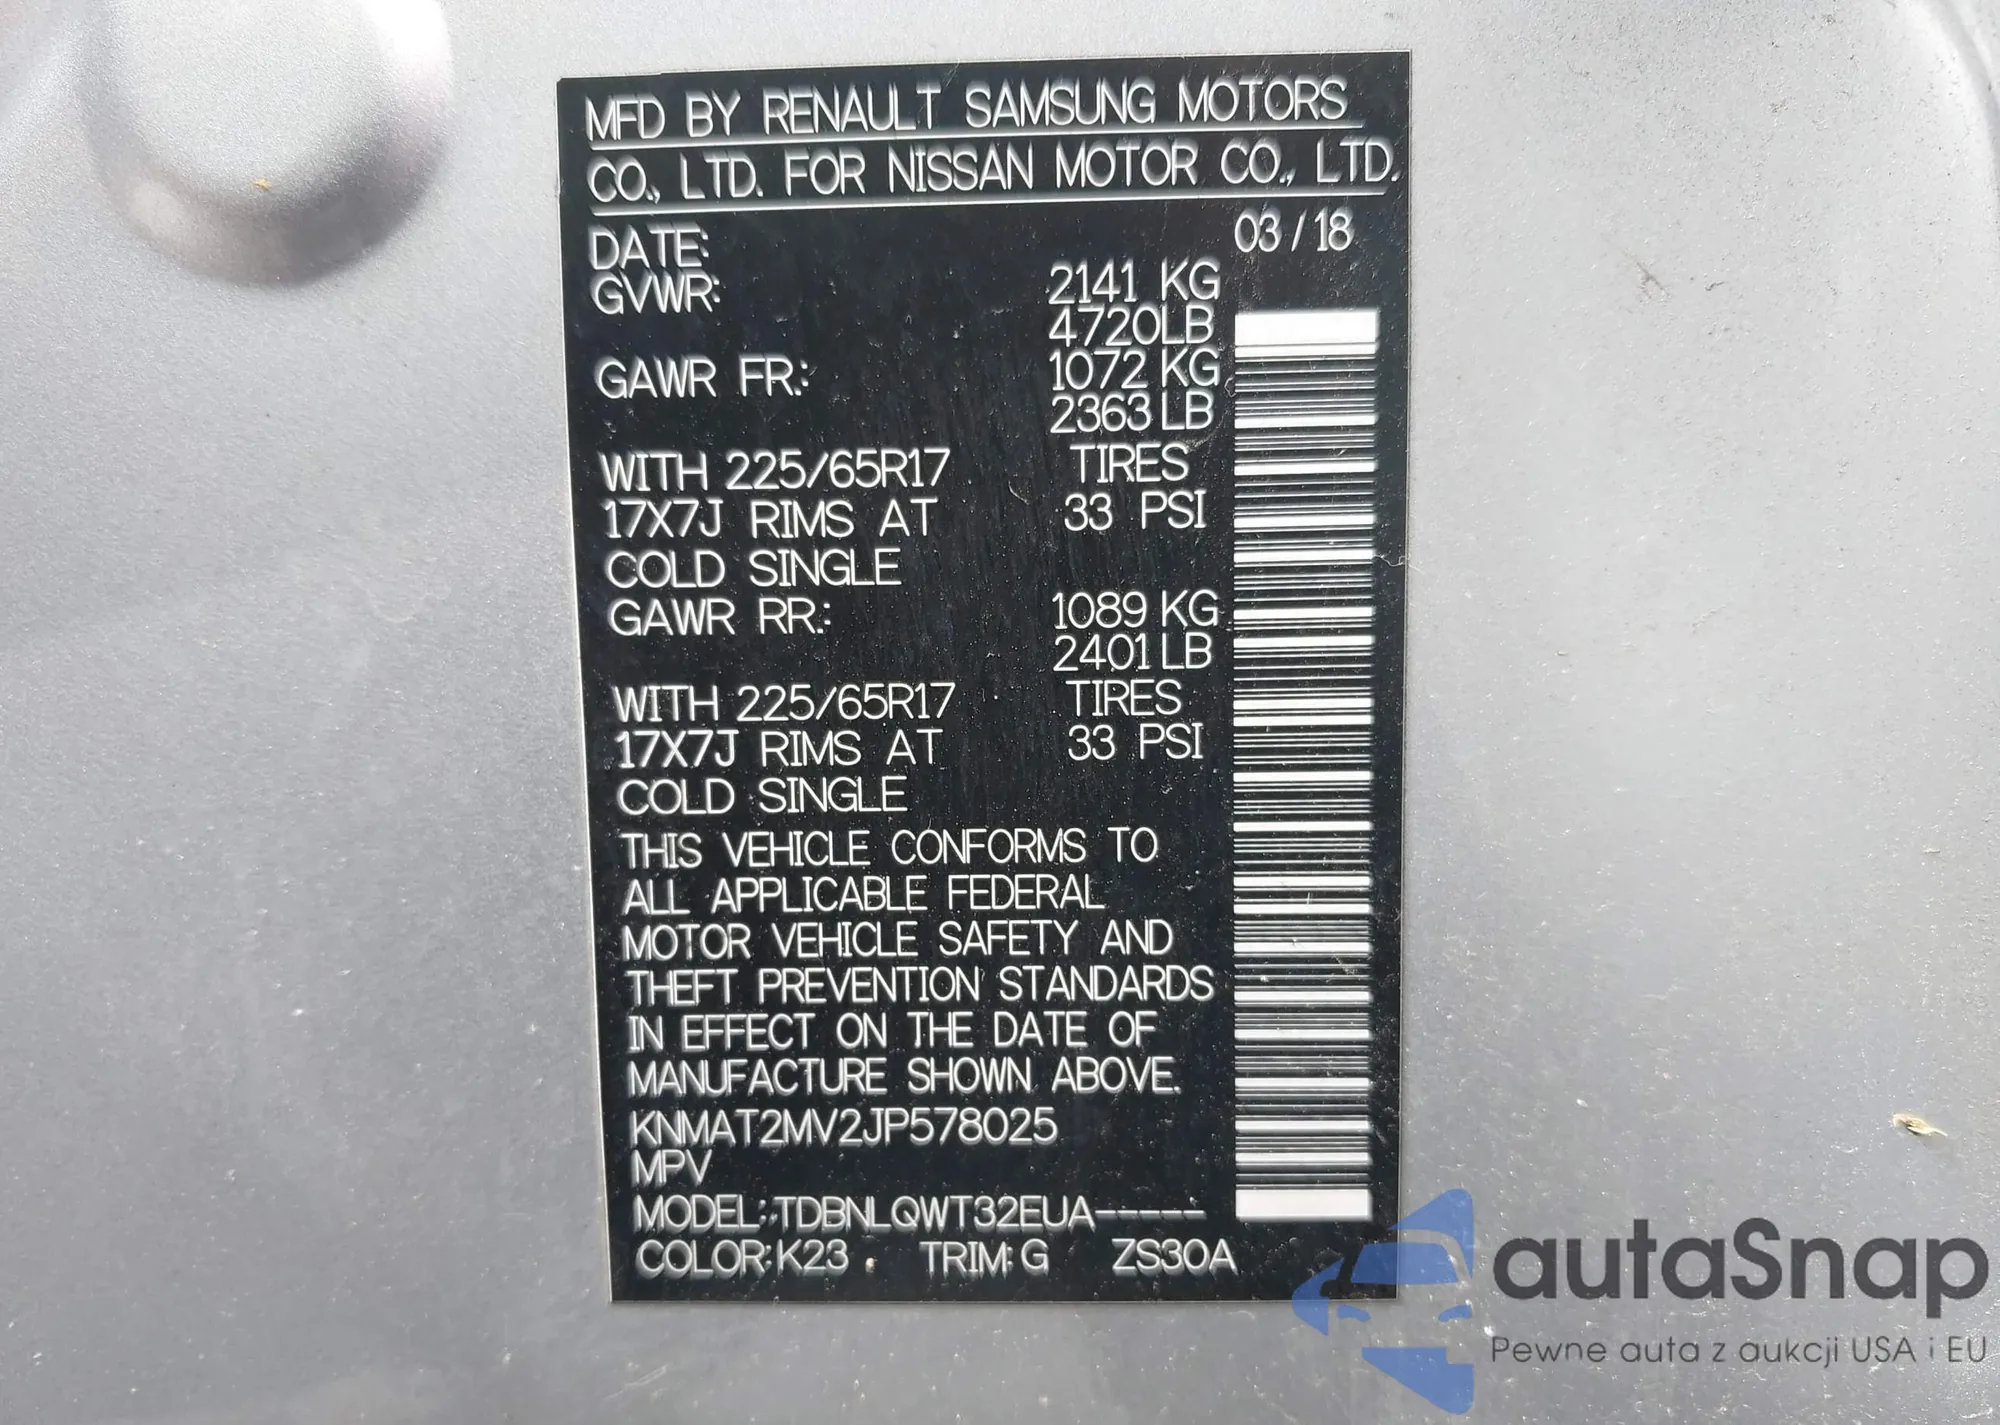 MFD BY RENAULT SAMSUNG MOTORS
CO., LTD. FOR NISSAN MOTOR CO., LTD.
DATE: 03 / 18
GVWR: 2141 KG
4720LB
GAWR FR: 1072 KG
2363 LB
WITH 225/65R17 TIRES
17X7J RIMS AT 33 PSI
COLD SINGLE
GAWR RR: 1089 KG
2401 LB
WITH 225/65R17 TIRES
17X7J RIMS AT 33 PSI
COLD SINGLE
THIS VEHICLE CONFORMS TO
ALL APPLICABLE FEDERAL
MOTOR VEHICLE SAFETY AND
THEFT PREVENTION STANDARDS
IN EFFECT ON THE DATE OF
MANUFACTURE SHOWN ABOVE.
KNMAT2MV2JP578025
MPV
MODEL: TDBNLQWT32EUA-----
COLOR: K23 TRIM: G ZS30A
autaSnap
Pewne auta z aukcji USA i EU